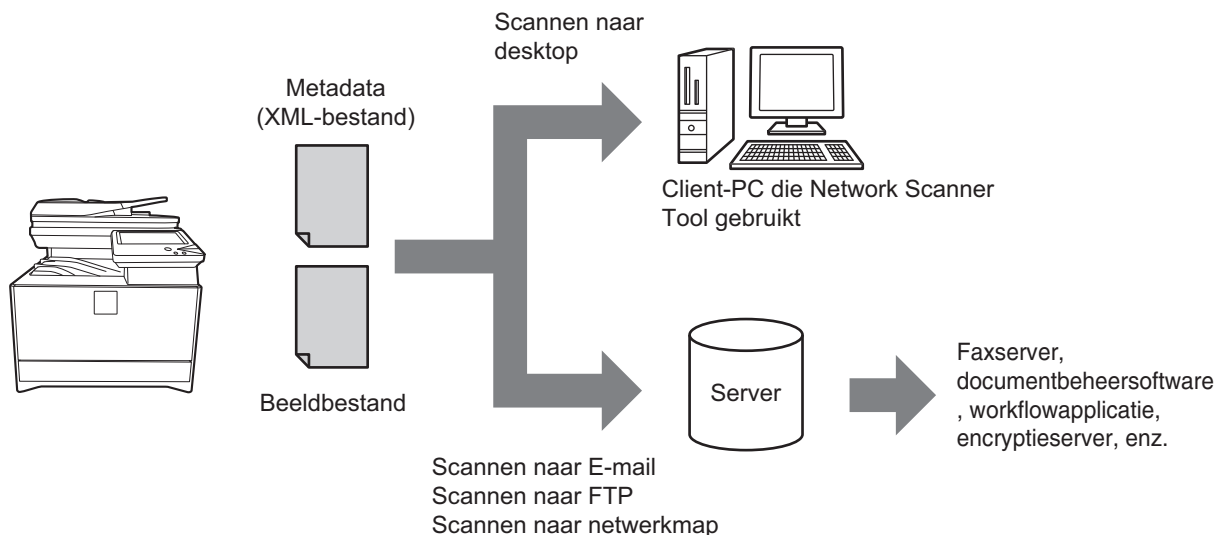 Scannen naar
desktop
Metadata
(XML-bestand)
Client-PC die Network Scanner
Tool gebruikt
Beeldbestand
Server
Faxserver,
documentbeheersoftware
, workflowapplicatie,
encryptieserver, enz.
Scannen naar E-mail
Scannen naar FTP
Scannen naar netwerkmap